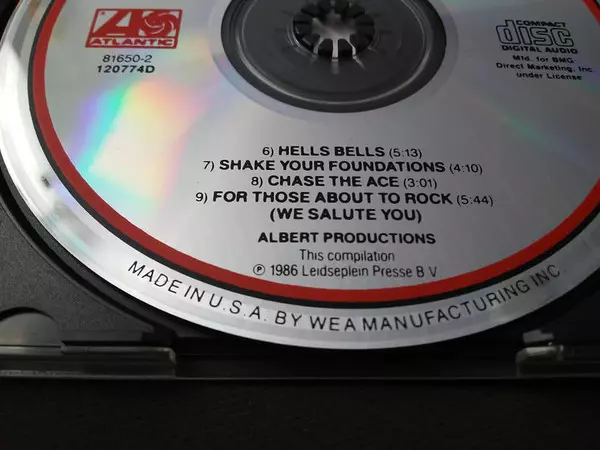 ATLANTIC
81650-2
120774D
COMPACT
disc
DIGITAL AUDIO
Mfd. for BMG
Direct Marketing, Inc.
under License
6) HELLS BELLS (5:13)
7) SHAKE YOUR FOUNDATIONS (4:10)
8) CHASE THE ACE (3:01)
9) FOR THOSE ABOUT TO ROCK (5:44)
(WE SALUTE YOU)
ALBERT PRODUCTIONS
This compilation
℗ 1986 Leidseplein Presse B.V.
MADE IN U.S.A. BY WEA MANUFACTURING INC.